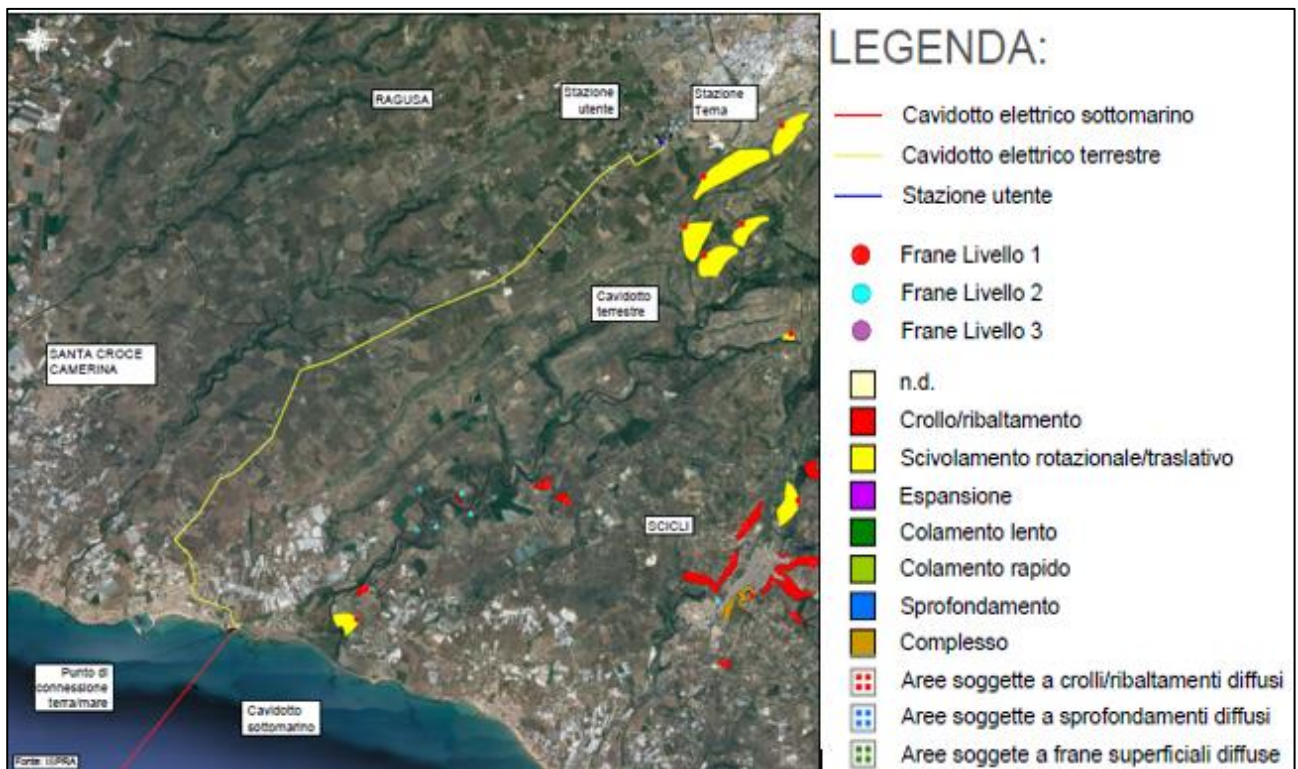 RAGUSA
Stazione
utente
Stazione
Terna
Cavidotto
terrestre
SANTA CROCE
CAMERINA
SCICLI
Punto di
connessione
terra/mare
Cavidotto
sottomarino
Fonte: ISPRA
LEGENDA:
Cavidotto elettrico sottomarino
Cavidotto elettrico terrestre
Stazione utente
Frane Livello 1
Frane Livello 2
Frane Livello 3
n.d.
Crollo/ribaltamento
Scivolamento rotazionale/traslativo
Espansione
Colamento lento
Colamento rapido
Sprofondamento
Complesso
Aree soggette a crolli/ribaltamenti diffusi
Aree soggette a sprofondamenti diffusi
Aree soggete a frane superficiali diffuse